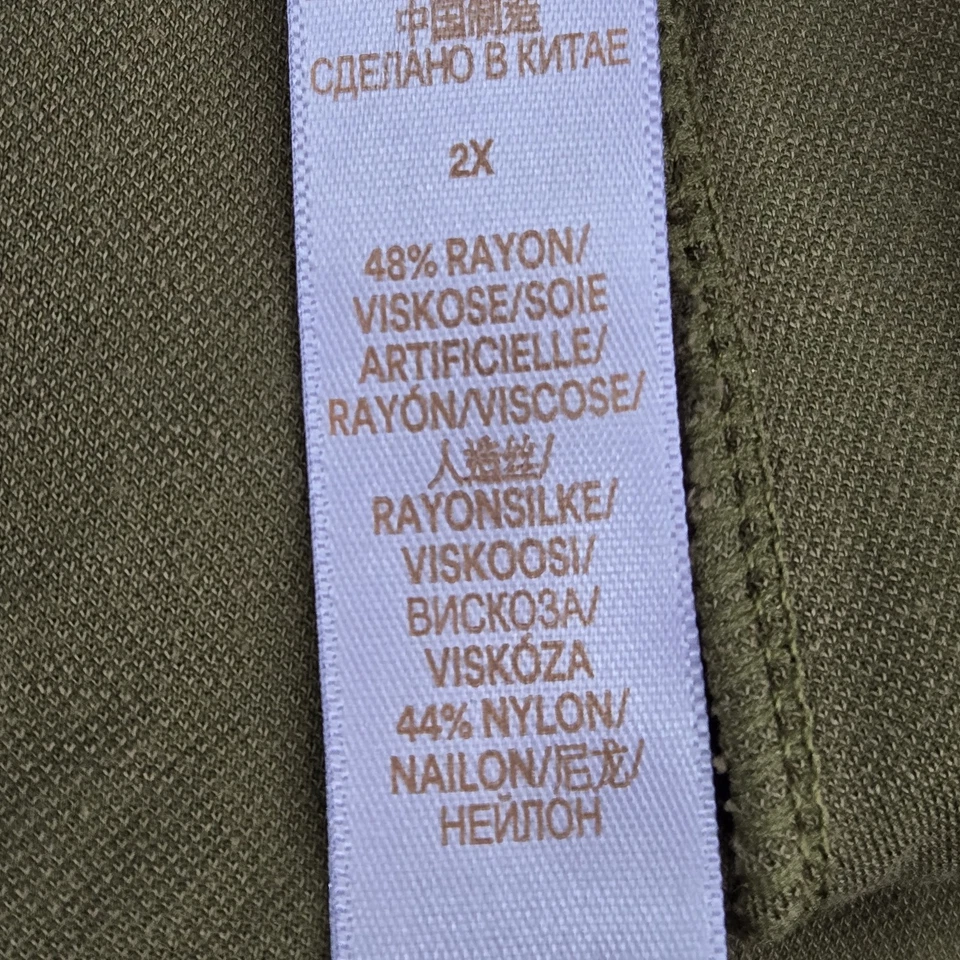 中国制造
СДЕЛАНО В КИТАЕ
2X
48% RAYON/
VISKOSE/SOIE
ARTIFICIELLE/
RAYÓN/VISCOSE/
人造丝/
RAYONSILKE/
VISKOOSI/
ВИСКОЗА/
VISKÓZA
44% NYLON/
NAILON/尼龙/
НЕЙЛОН